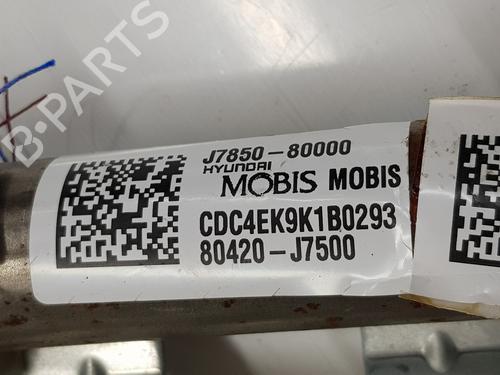 B-PARTS
J7850-80000
HYUNDAI
MOBIS MOBIS
CDC4EK9K1B0293
80420-J7500